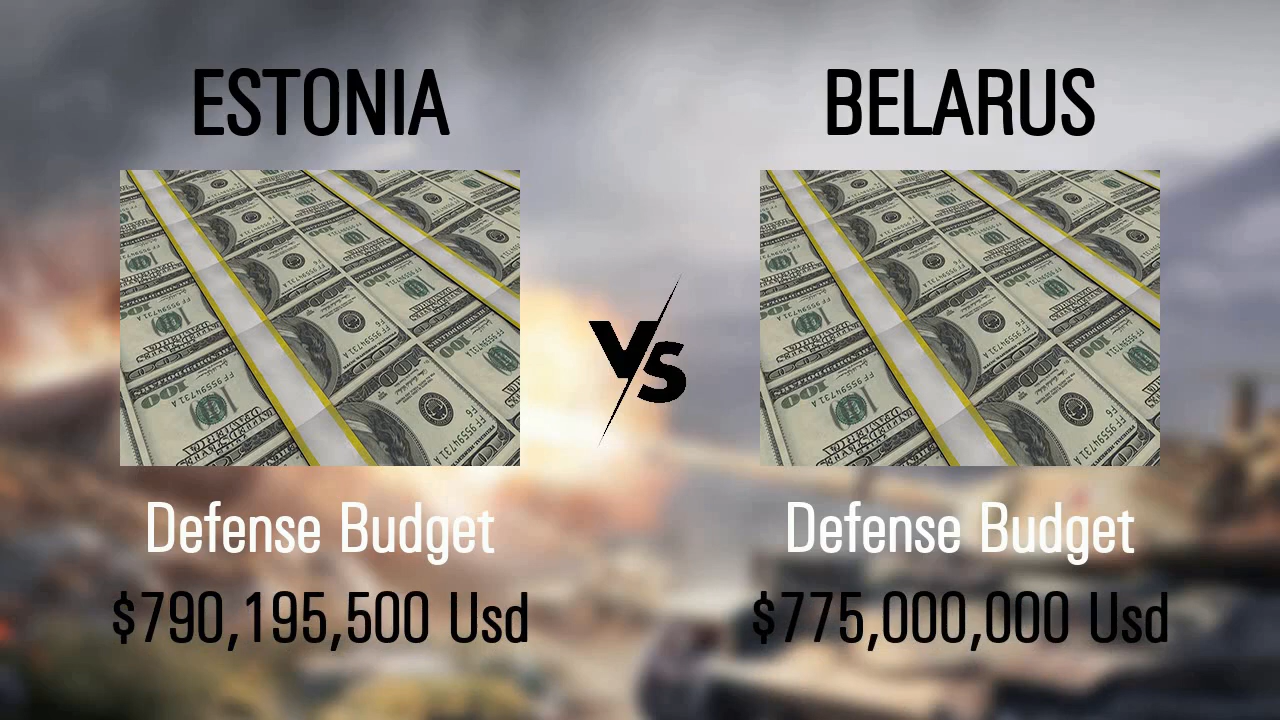 ESTONIA
BELARUS
VS
Defense Budget
Defense Budget
$790,195,500 Usd
$775,000,000 Usd